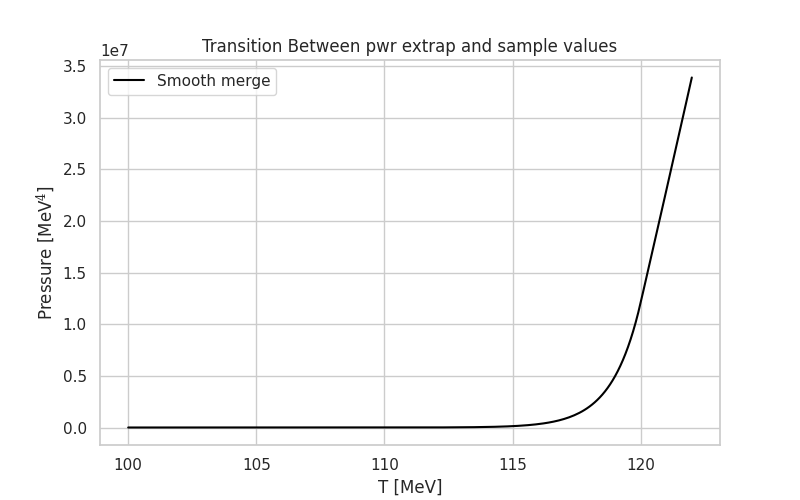 Transition Between pwr extrap and sample values
1e7
Smooth merge
3.5
3.0
2.5
2.0
1.5
1.0
0.5
0.0
Pressure [MeV⁴]
100 105 110 115 120
T [MeV]